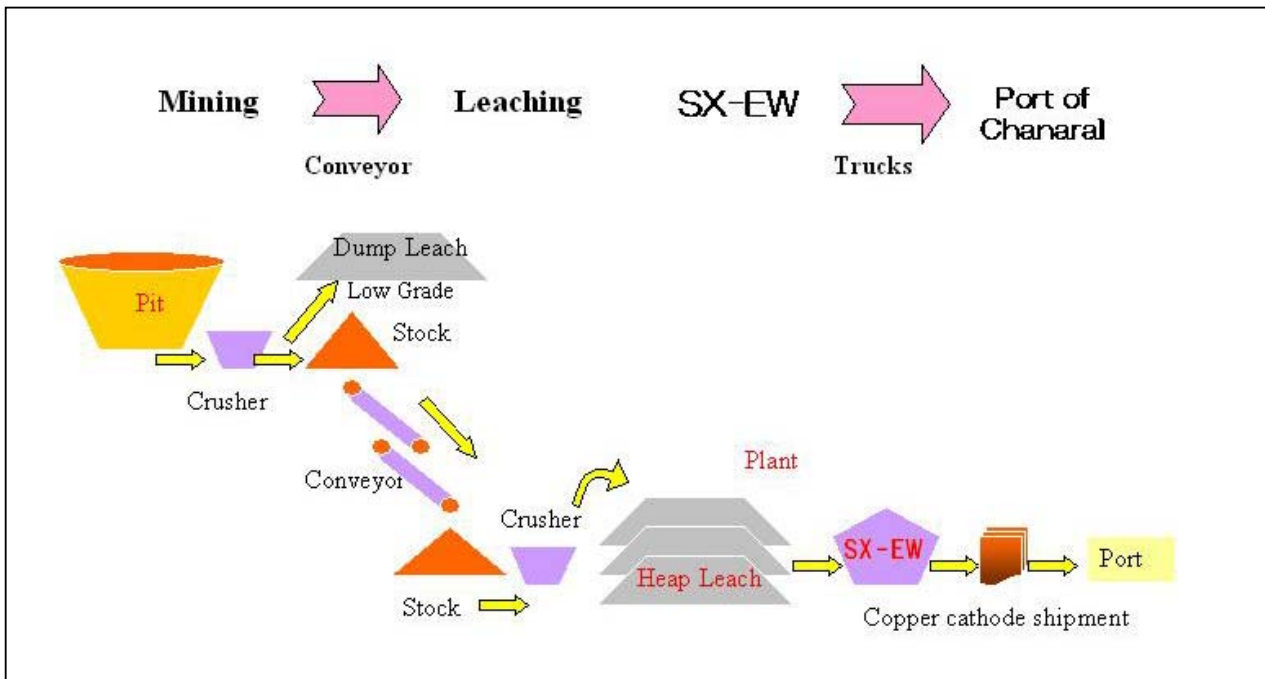 Mining
Leaching
SX-EW
Port of
Chanaral
Conveyor
Trucks
Dump Leach
Low Grade
Pit
Stock
Crusher
Conveyor
Plant
Crusher
SX-EW
Heap Leach
Port
Stock
Copper cathode shipment